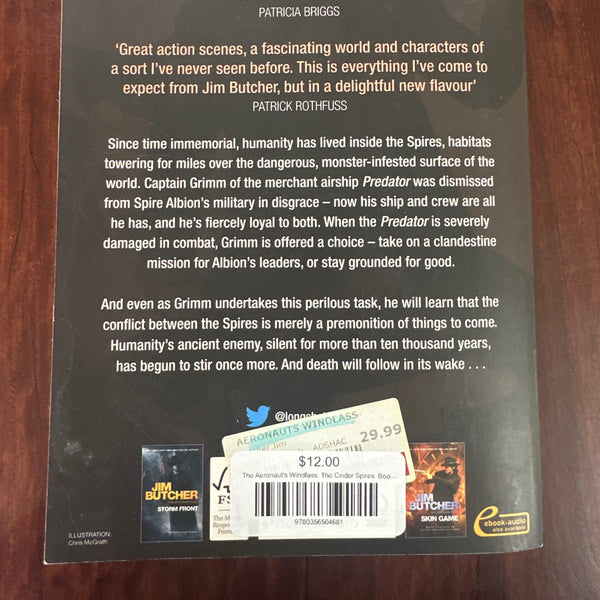 PATRICIA BRIGGS
‘Great action scenes, a fascinating world and characters of
a sort I’ve never seen before. This is everything I’ve come to
expect from Jim Butcher, but in a delightful new flavour’
PATRICK ROTHFUSS
Since time immemorial, humanity has lived inside the Spires, habitats
towering for miles over the dangerous, monster-infested surface of the
world. Captain Grimm of the merchant airship Predator was dismissed
from Spire Albion’s military in disgrace – now his ship and crew are all
he has, and he’s fiercely loyal to both. When the Predator is severely
damaged in combat, Grimm is offered a choice – take on a clandestine
mission for Albion’s leaders, or stay grounded for good.
And even as Grimm undertakes this perilous task, he will learn that the
conflict between the Spires is merely a premonition of things to come.
Humanity’s ancient enemy, silent for more than ten thousand years,
has begun to stir once more. And death will follow in its wake . . .
AERONAUTS WINDLASS
Jim
ADSHAC
29.99
$12.00
The Aeronaut's Windlass: The Cinder Spires, Boo...
9780356504681
JIM
BUTCHER
STORM FRONT
FS
JIM
BUTCHER
SKIN GAME
ebook-audio
also available
ILLUSTRATION:
Chris McGrath